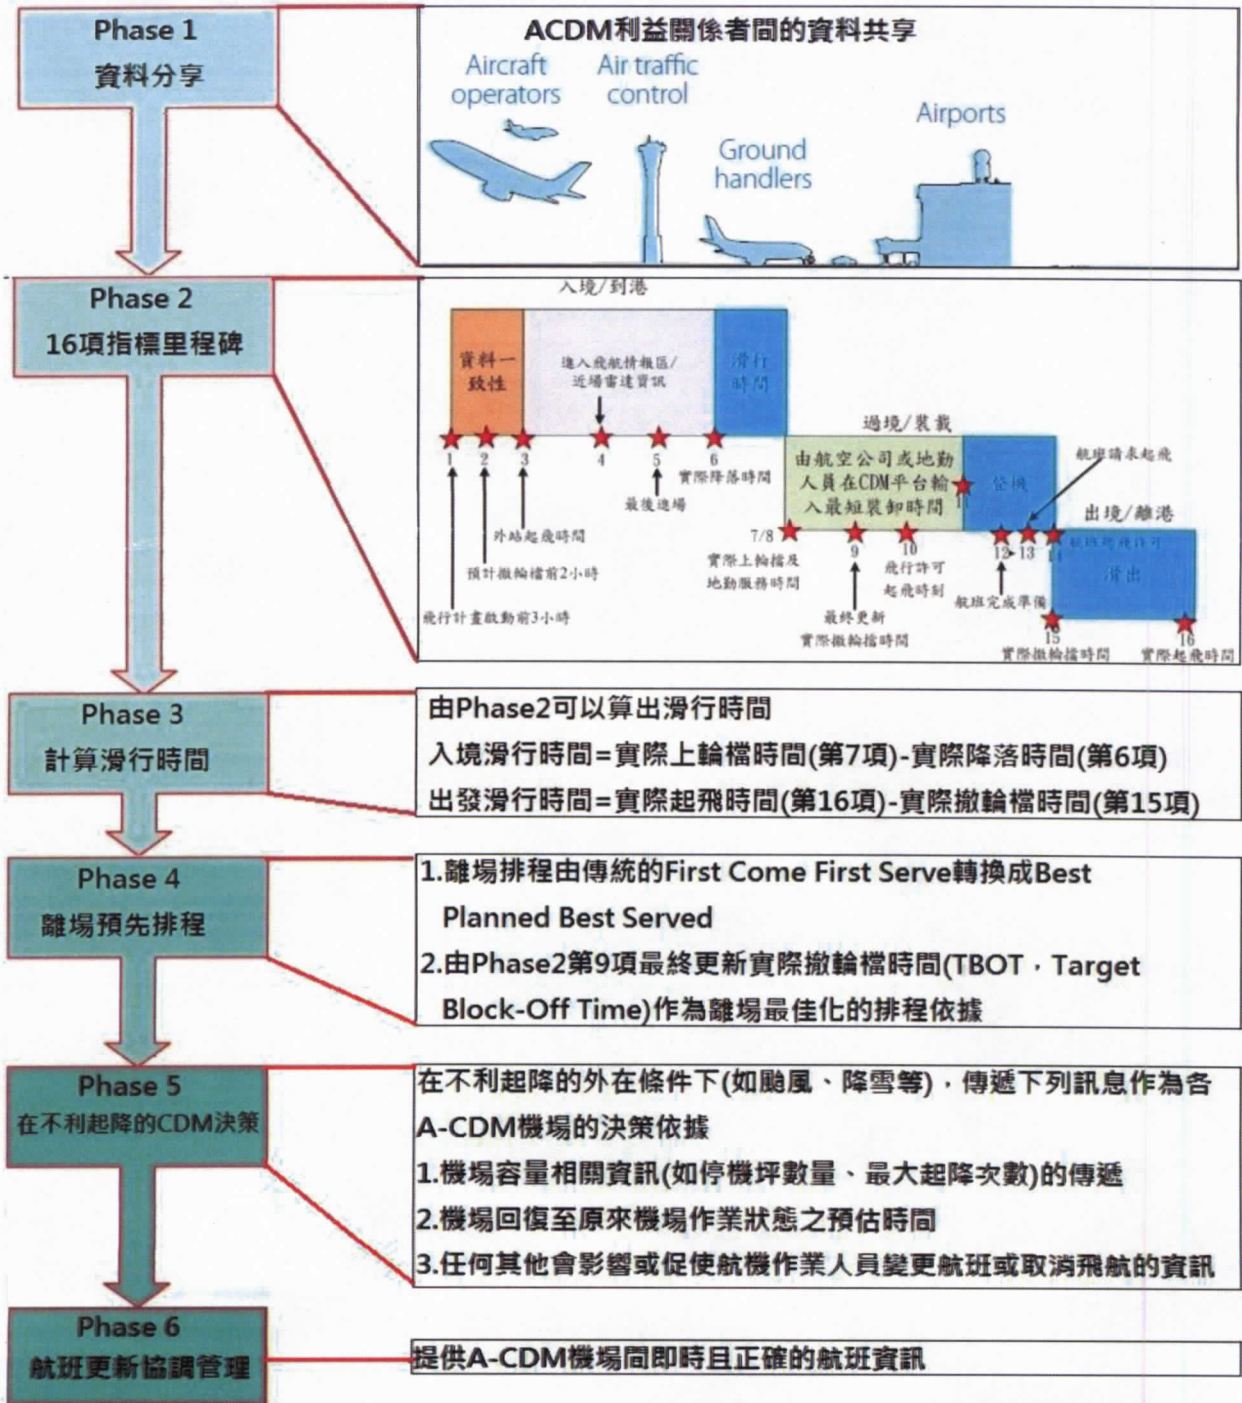 Phase 1
資料分享
ACDM利益關係者間的資料共享
Aircraft
operators
Air traffic
control
Ground
handlers
Airports
Phase 2
16項指標里程碑
入境/到港
資料一
致性
進入飛航情報區/
近場雷達資訊
滑行
時間
1
2
3
4
5
6
實際降落時間
最後進場
外站起飛時間
預計撤輪檔前2小時
飛行計畫啟動前3小時
過境/裝載
由航空公司或地勤
人員在CDM平台輸
入最短裝卸時間
11
登機
航班請求起飛
出境/離港
7/8
實際上輪擋及
地勤服務時間
9
最終更新
實際撤輪擋時間
10
飛行許可
起飛時刻
12
13
14
航班起飛許可
航班完成準備
滑出
15
實際撤輪擋時間
16
實際起飛時間
Phase 3
計算滑行時間
由Phase2可以算出滑行時間
入境滑行時間=實際上輪檔時間(第7項)-實際降落時間(第6項)
出發滑行時間=實際起飛時間(第16項)-實際撤輪檔時間(第15項)
Phase 4
離場預先排程
1.離場排程由傳統的First Come First Serve轉換成Best
Planned Best Served
2.由Phase2第9項最終更新實際撤輪檔時間(TBOT，Target
Block-Off Time)作為離場最佳化的排程依據
Phase 5
在不利起降的CDM決策
在不利起降的外在條件下(如颱風、降雪等)，傳遞下列訊息作為各
A-CDM機場的決策依據
1.機場容量相關資訊(如停機坪數量、最大起降次數)的傳遞
2.機場回復至原來機場作業狀態之預估時間
3.任何其他會影響或促使航機作業人員變更航班或取消飛航的資訊
Phase 6
航班更新協調管理
提供A-CDM機場間即時且正確的航班資訊